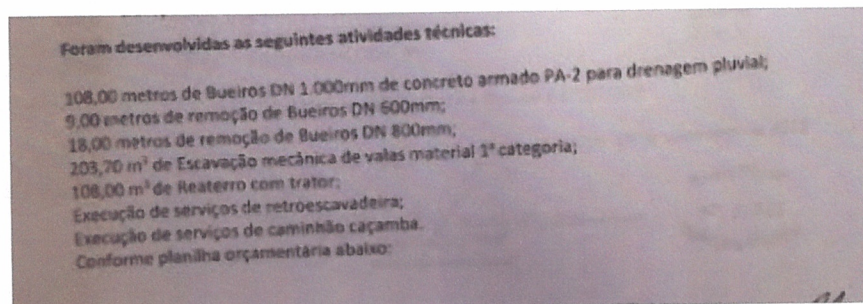 Foram desenvolvidas as seguintes atividades técnicas:
108,00 metros de Bueiros DN 1.000mm de concreto armado PA-2 para drenagem pluvial;
9,00 metros de remoção de Bueiros DN 600mm;
18,00 metros de remoção de Bueiros DN 800mm;
203,70 m³ de Escavação mecânica de valas material 1ª categoria;
108,00 m³ de Reaterro com trator;
Execução de serviços de retroescavadeira;
Execução de serviços de caminhão caçamba.
Conforme planilha orçamentária abaixo: